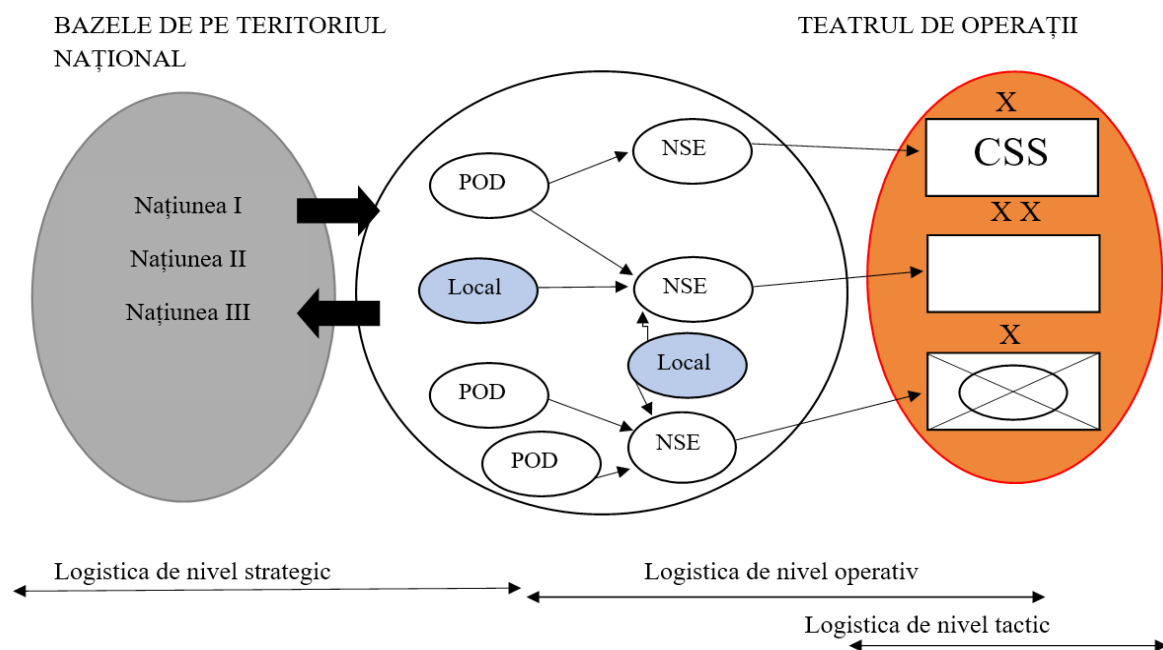 BAZELE DE PE TERITORIUL
NAȚIONAL
TEATRUL DE OPERAȚII
Națiunea I
Națiunea II
Națiunea III
POD
NSE
Local
NSE
Local
POD
NSE
POD
X
CSS
X X
X
Logistica de nivel strategic
Logistica de nivel operativ
Logistica de nivel tactic